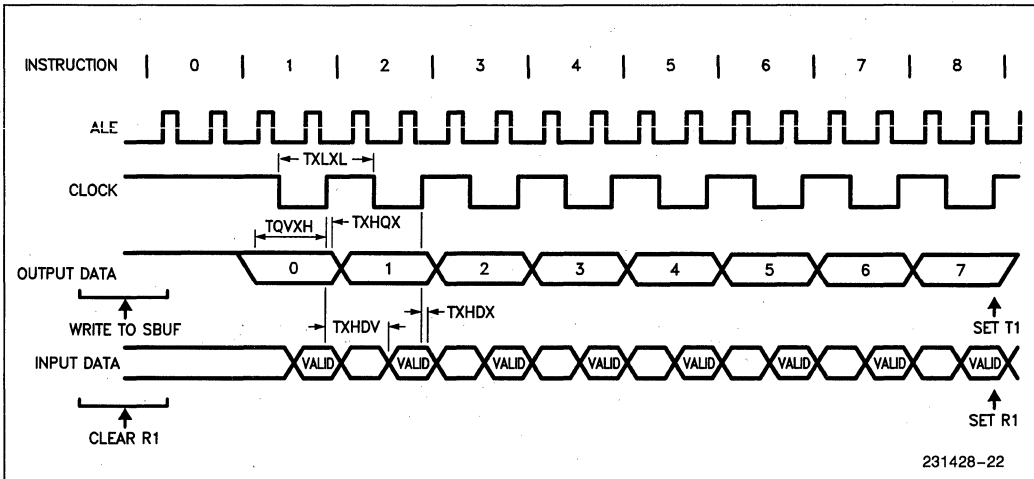 INSTRUCTION | 0 | 1 | 2 | 3 | 4 | 5 | 6 | 7 | 8 |
ALE
TXLXL
CLOCK
TQVXH TXHQX
OUTPUT DATA 0 1 2 3 4 5 6 7
WRITE TO SBUF TXHDV TXHDX SET T1
INPUT DATA VALID VALID VALID VALID VALID VALID VALID VALID
CLEAR R1 SET R1
231428-22